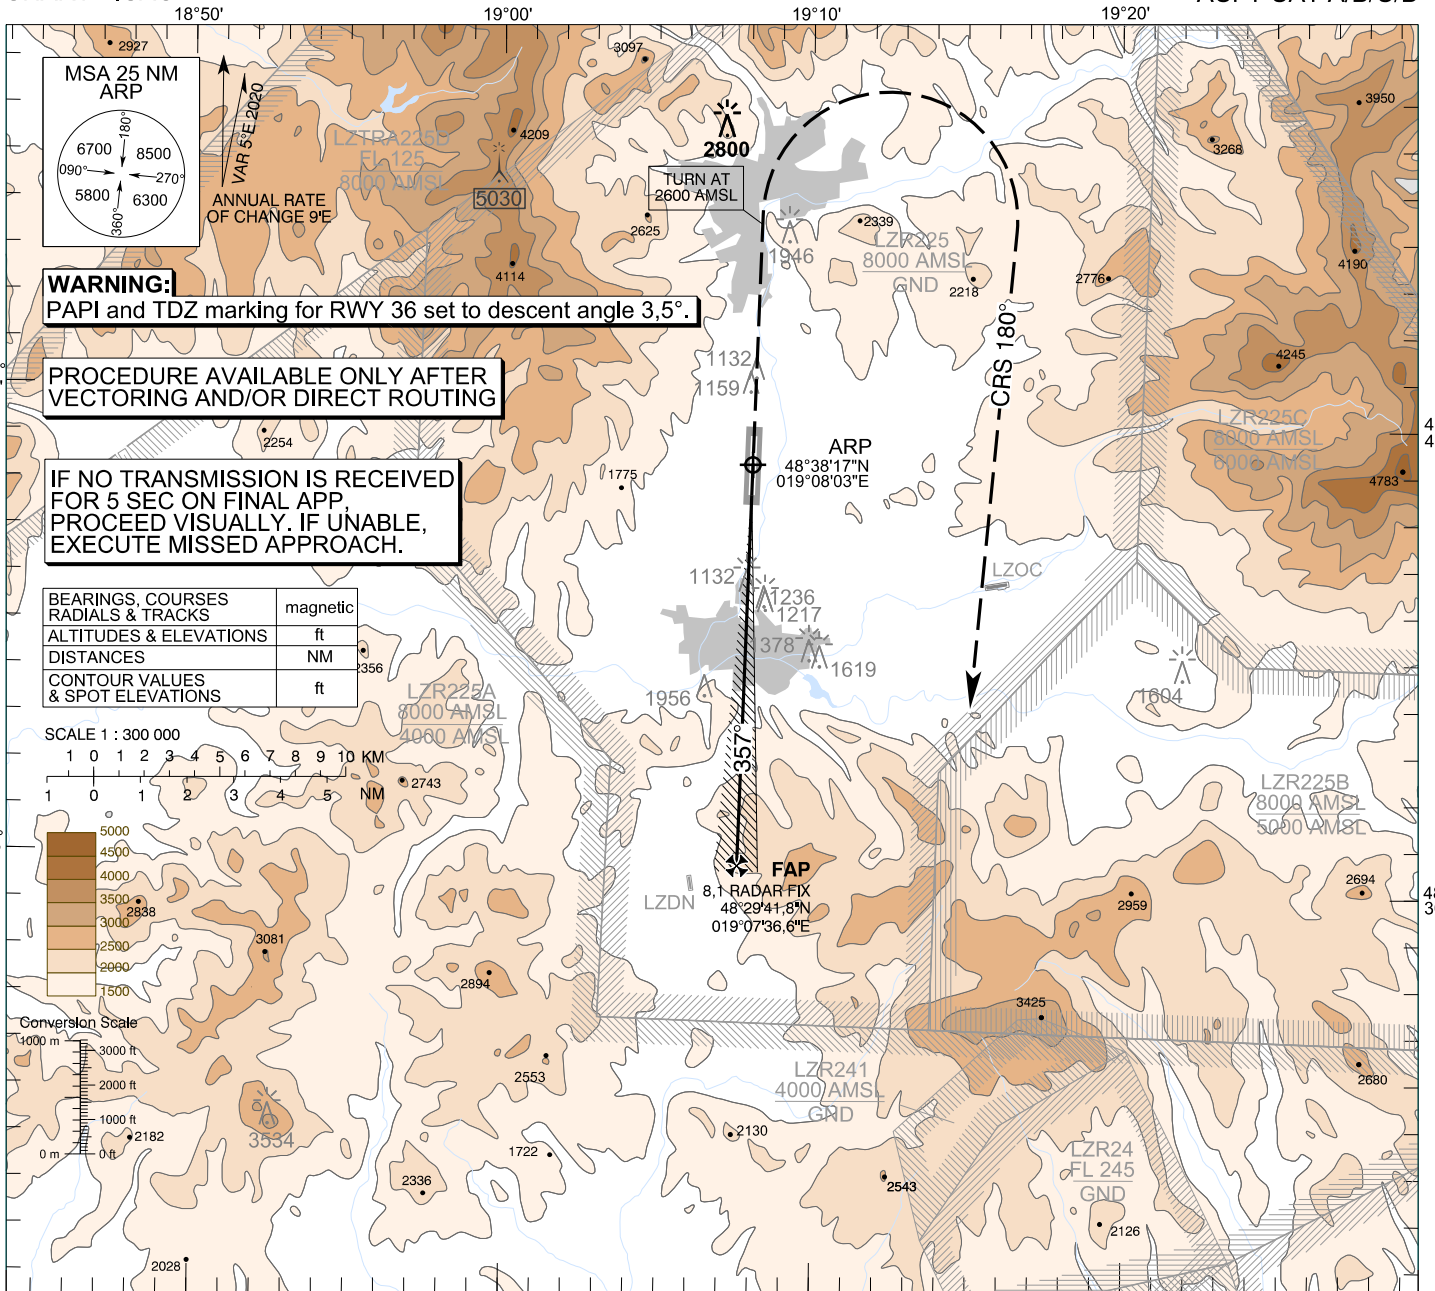 18°50'
19°00'
19°10'
19°20'
2927
3097
3950
MSA 25 NM
ARP
180°
6700
8500
090°
270°
5800
6300
360°
VAR 5°E 2020
ANNUAL RATE
OF CHANGE 9'E
LZTRA225D
FL 125
8000 AMSL
4209
5030
2800
TURN AT
2600 AMSL
3268
2625
2339
1946
LZR225
8000 AMSL
GND
2218
2776
4190
4114
WARNING:
PAPI and TDZ marking for RWY 36 set to descent angle 3,5°.
CRS 180°
1132
1159
4245
PROCEDURE AVAILABLE ONLY AFTER
VECTORING AND/OR DIRECT ROUTING
2254
LZR225C
8000 AMSL
6000 AMSL
ARP
48°38'17"N
019°08'03"E
4783
IF NO TRANSMISSION IS RECEIVED
FOR 5 SEC ON FINAL APP,
PROCEED VISUALLY. IF UNABLE,
EXECUTE MISSED APPROACH.
1775
LZOC
1132
1236
1217
1378
1619
1956
1604
BEARINGS, COURSES
RADIALS & TRACKS
magnetic
ALTITUDES & ELEVATIONS
ft
DISTANCES
NM
CONTOUR VALUES
& SPOT ELEVATIONS
ft
2356
LZR225A
8000 AMSL
4000 AMSL
SCALE 1 : 300 000
1 0 1 2 3 4 5 6 7 8 9 10 KM
1 0 1 2 3 4 5 NM
2743
357°
LZR225B
8000 AMSL
5000 AMSL
5000
4500
4000
3500
3000
2500
2000
1500
2838
3081
2894
LZDN
FAP
8,1 RADAR FIX
48°29'41,8"N
019°07'36,6"E
2959
2694
3425
Conversion Scale
1000 m
3000 ft
2000 ft
1000 ft
0 m
0 ft
2553
2680
LZR241
4000 AMSL
GND
3534
2182
2130
1722
2336
2543
LZR24
FL 245
GND
2126
2028